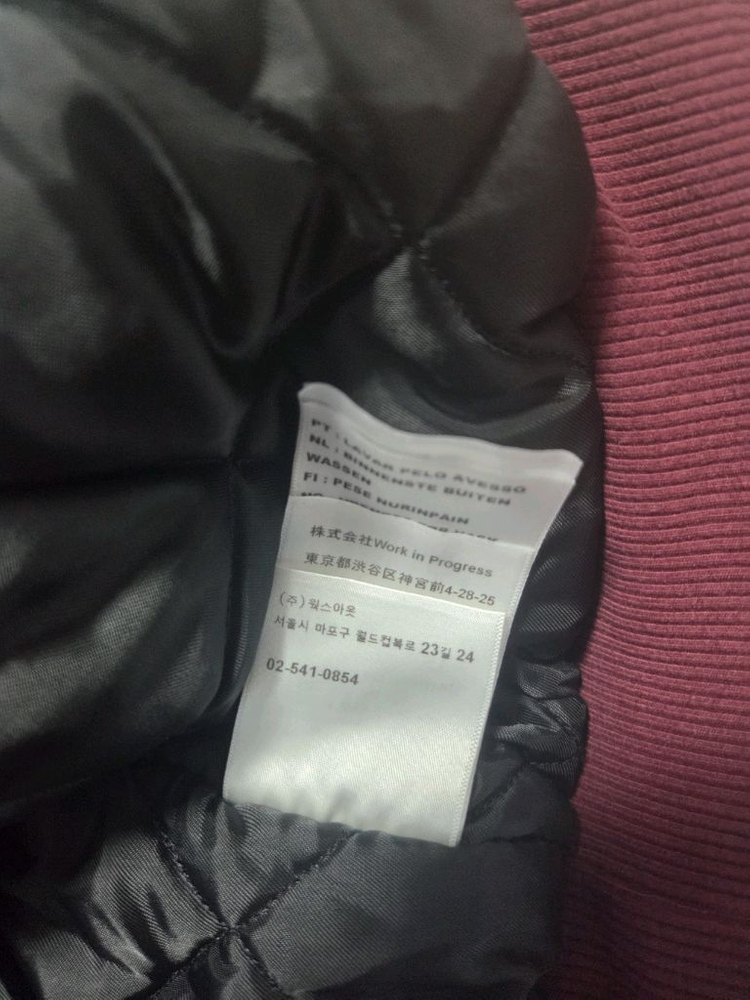 PT : LAVAR PELO AVESSO
NL : BINNENSTE BUITEN
WASSEN
FI : PESE NURINPAIN
株式会社Work in Progress
東京都渋谷区神宮前4-28-25
(주)웍스아웃
서울시 마포구 월드컵북로 23길 24
02-541-0854